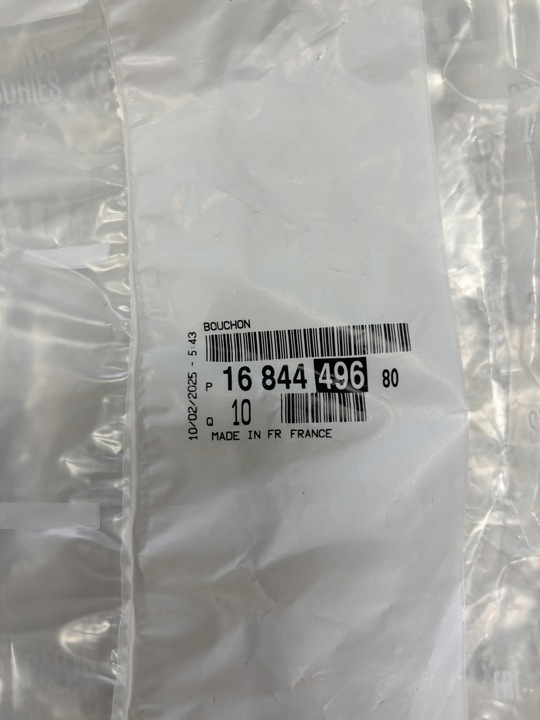 BOUCHON
P 16 844 496 80
Q 10
MADE IN FR FRANCE
10/02/2025 - 5:43